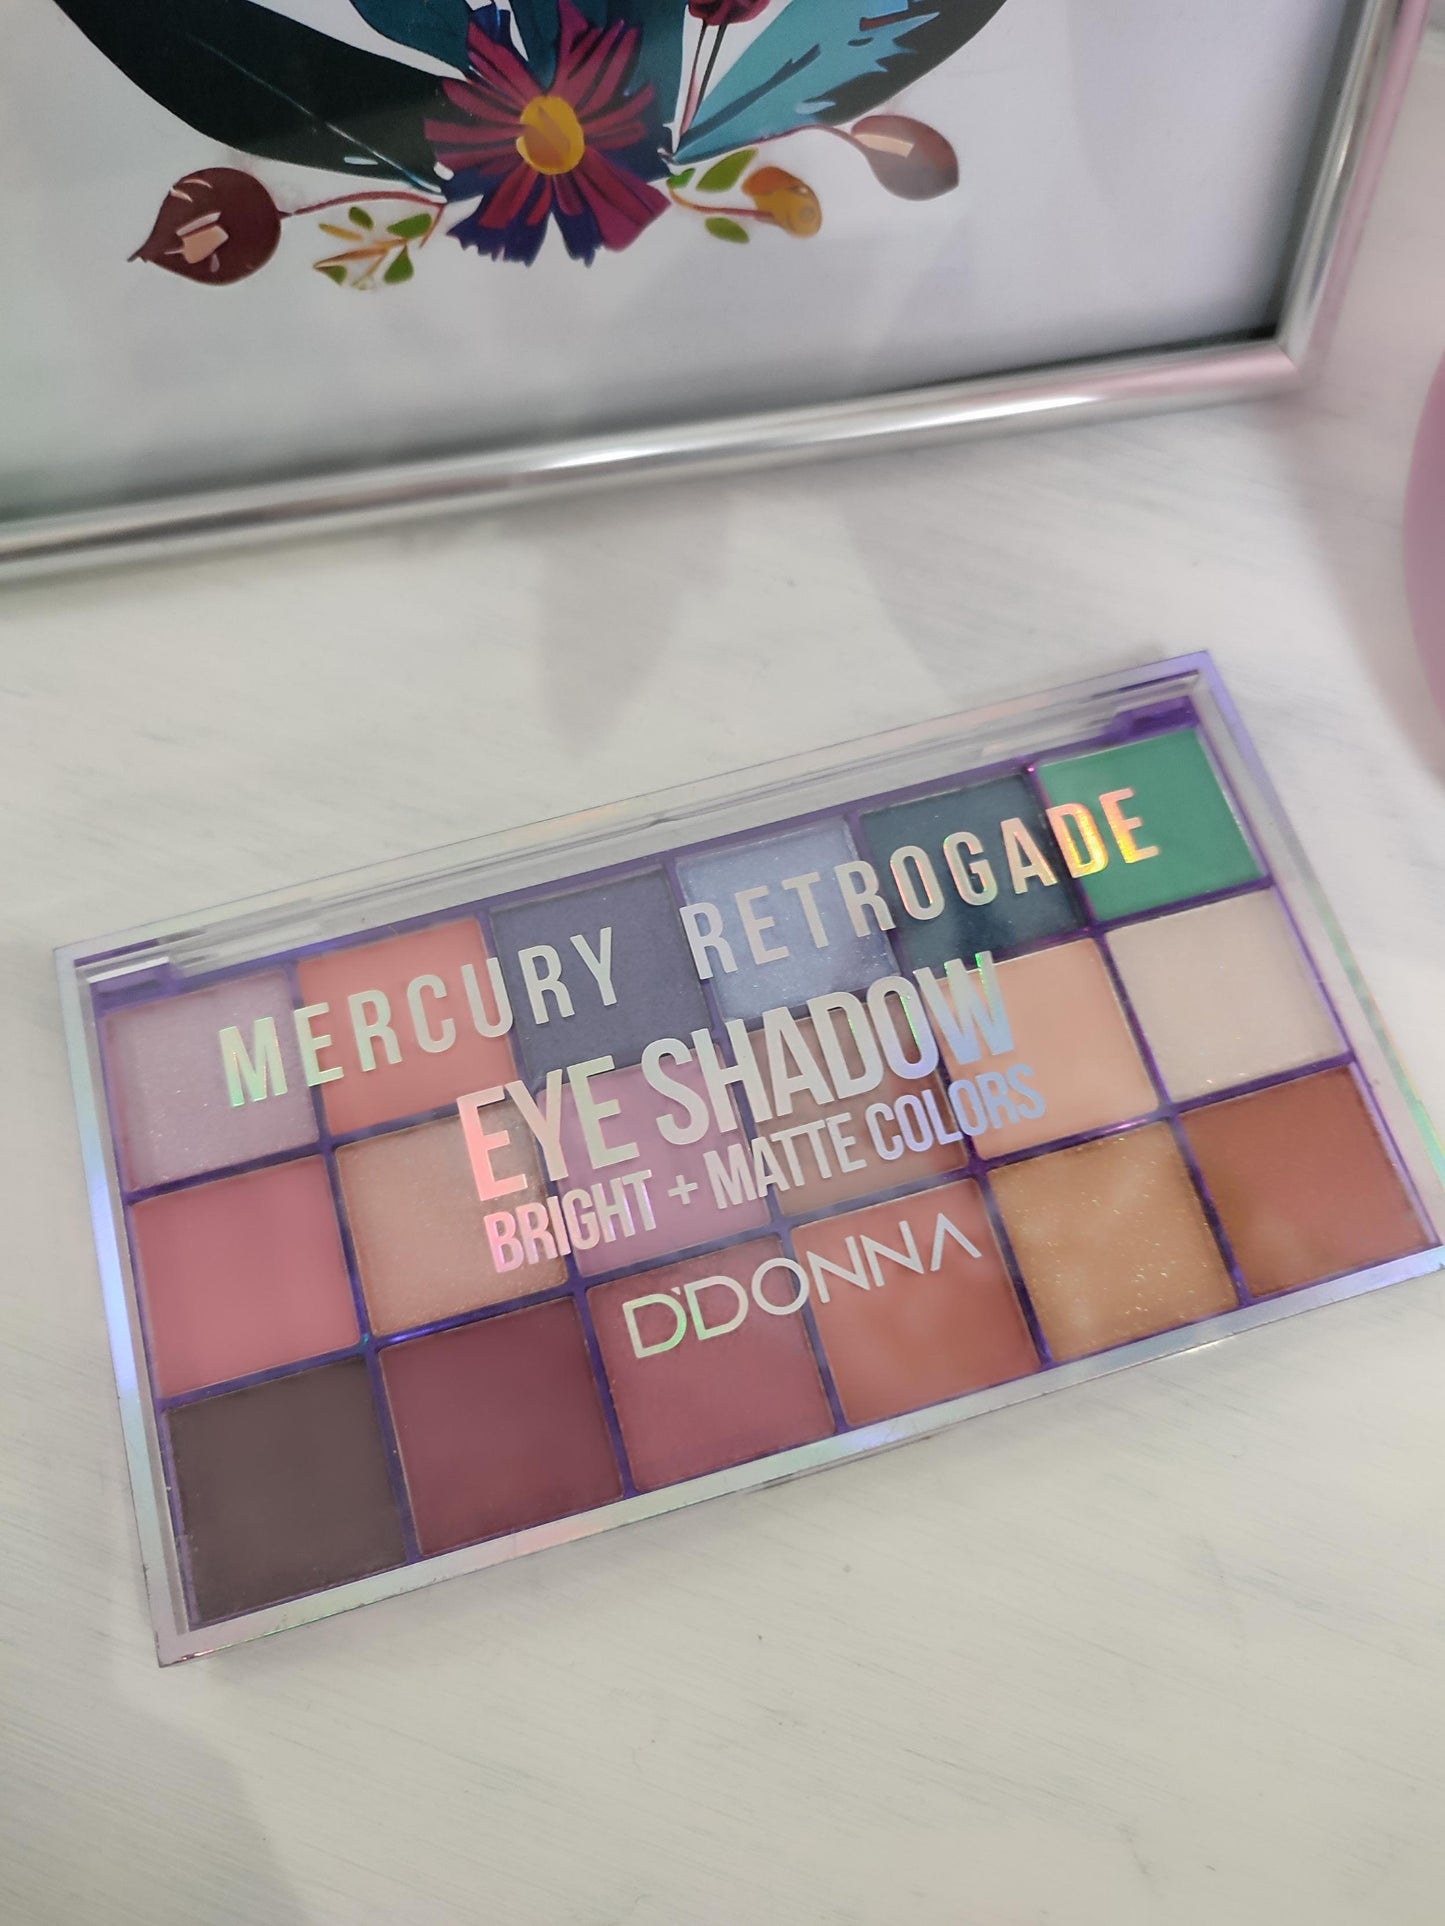 MERCURY RETROGADE
EYE SHADOW
BRIGHT + MATTE COLORS
D'DONNA